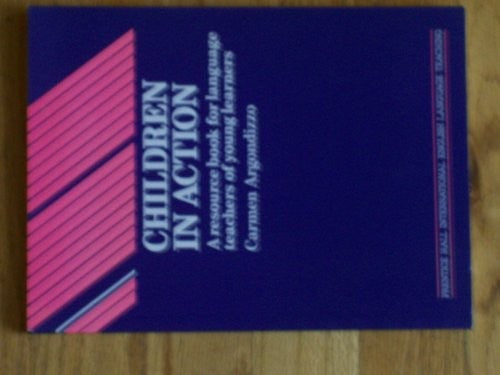 CHILDREN
IN ACTION
A resource book for language
teachers of young learners
Carmen Argondizzo
PRENTICE HALL INTERNATIONAL ENGLISH LANGUAGE TEACHING